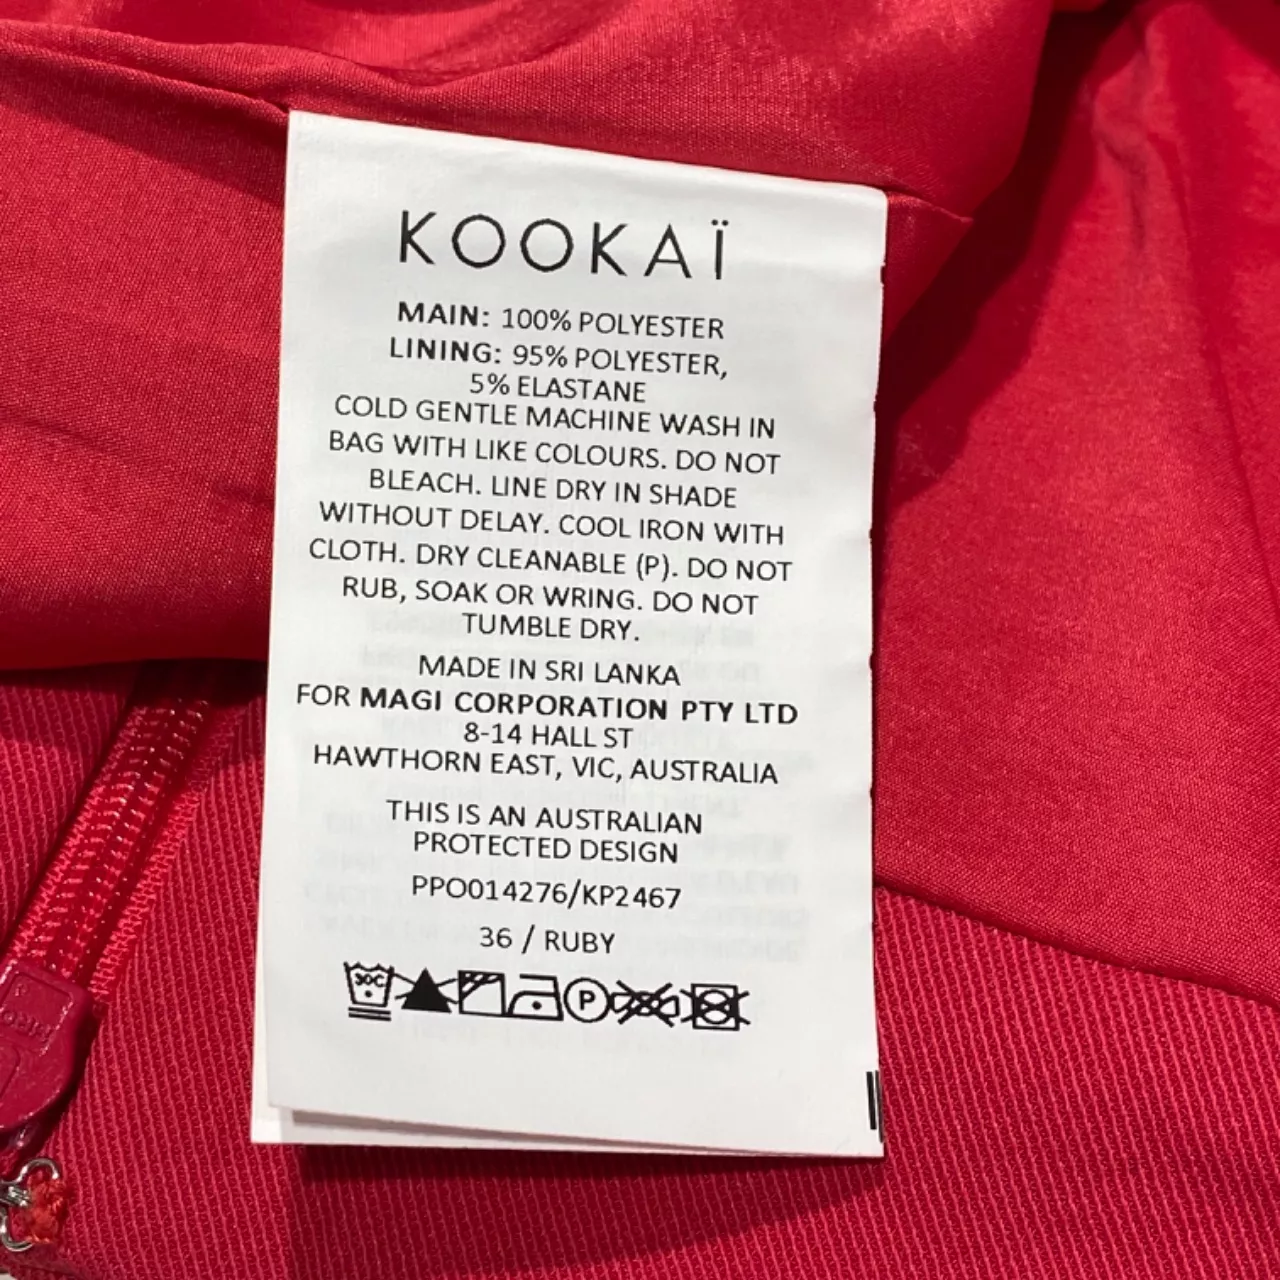 KOOKAÏ
MAIN: 100% POLYESTER
LINING: 95% POLYESTER,
5% ELASTANE
COLD GENTLE MACHINE WASH IN
BAG WITH LIKE COLOURS. DO NOT
BLEACH. LINE DRY IN SHADE
WITHOUT DELAY. COOL IRON WITH
CLOTH. DRY CLEANABLE (P). DO NOT
RUB, SOAK OR WRING. DO NOT
TUMBLE DRY.
MADE IN SRI LANKA
FOR MAGI CORPORATION PTY LTD
8-14 HALL ST
HAWTHORN EAST, VIC, AUSTRALIA
THIS IS AN AUSTRALIAN
PROTECTED DESIGN
PPO014276/KP2467
36 / RUBY
30C P